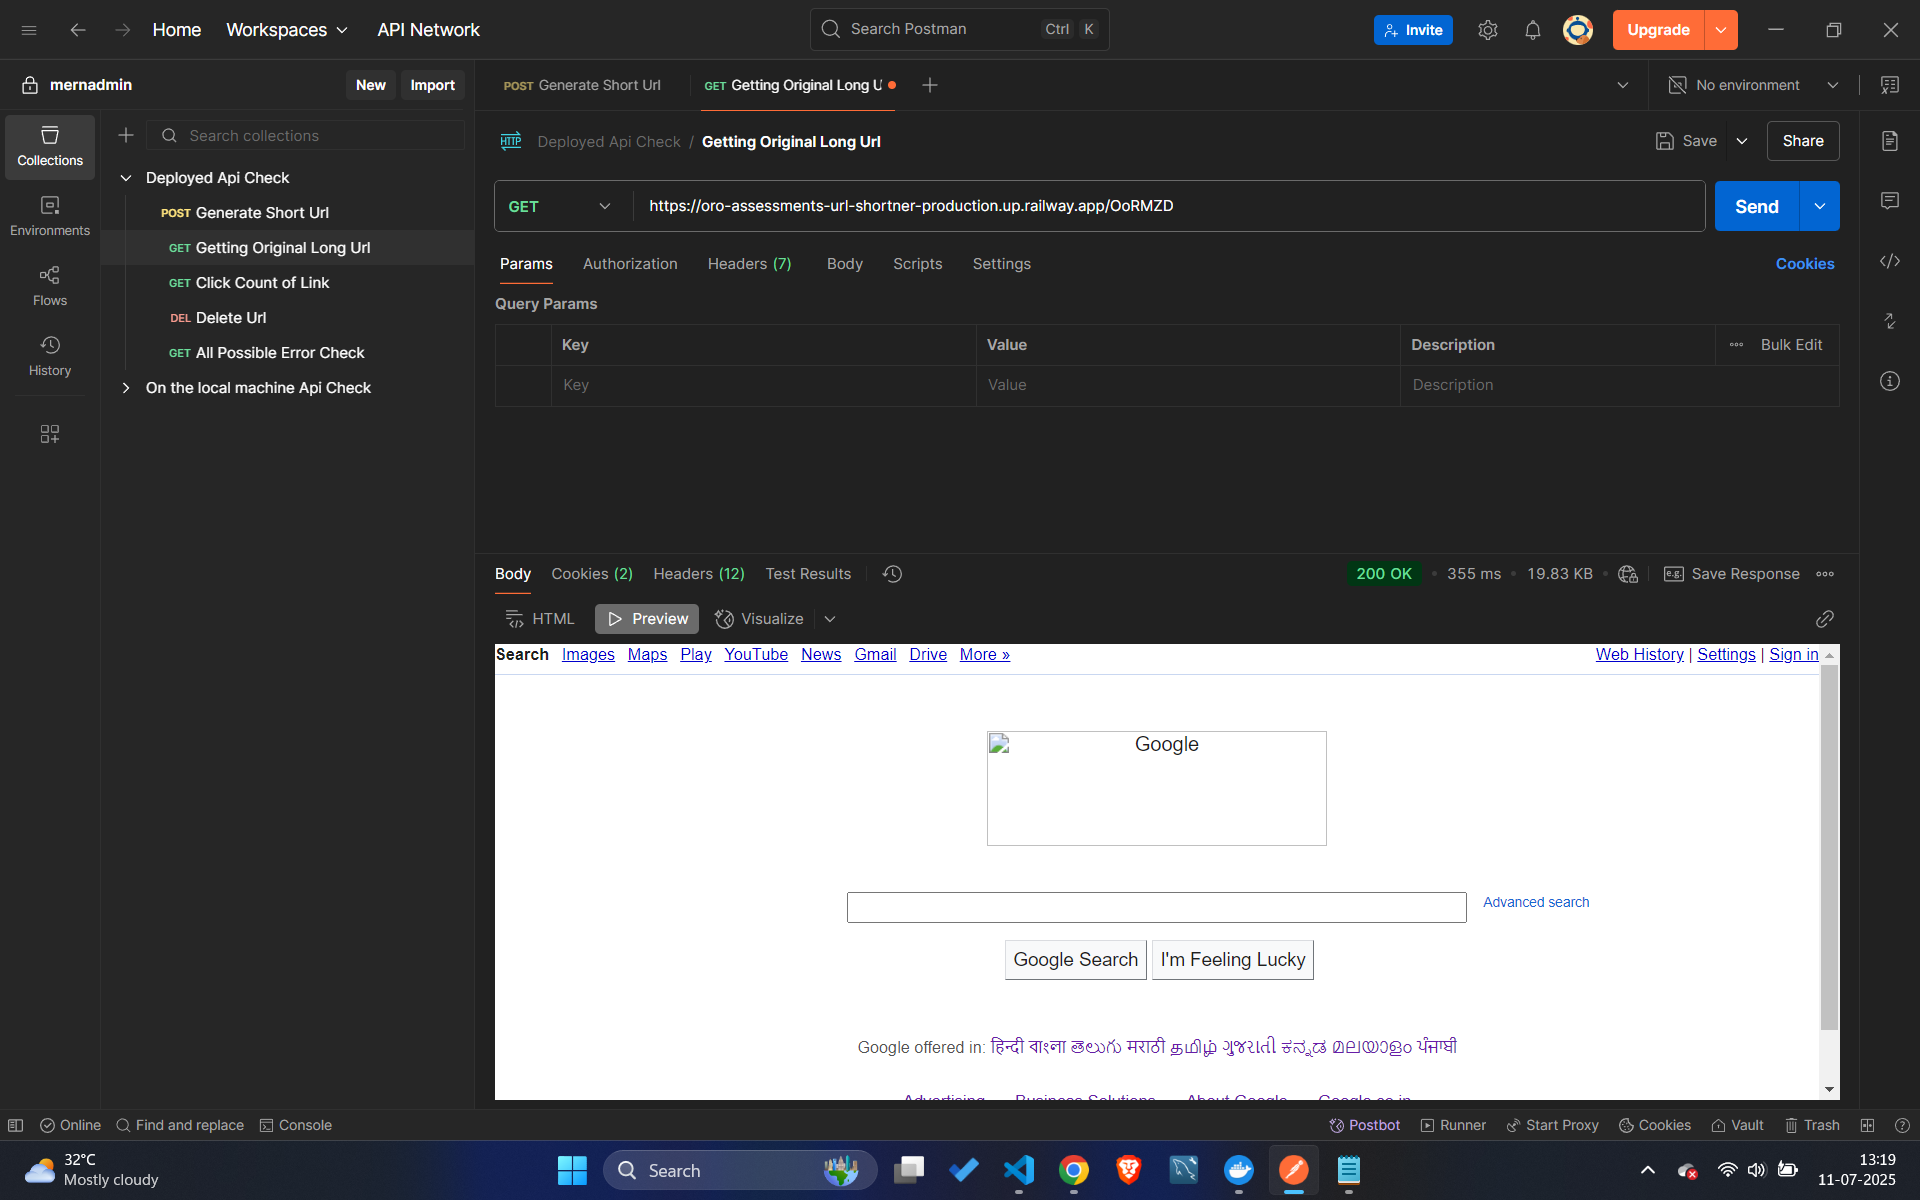 Home Workspaces API Network Search Postman Ctrl K Invite Upgrade
mernadmin New Import POST Generate Short Url GET Getting Original Long U No environment
Collections
Search collections
HTTP Deployed Api Check / Getting Original Long Url Save Share
Deployed Api Check
POST Generate Short Url
GET https://oro-assessments-url-shortner-production.up.railway.app/OoRMZD Send
Environments
GET Getting Original Long Url
Params Authorization Headers (7) Body Scripts Settings Cookies
GET Click Count of Link
Flows
Query Params
DEL Delete Url
Key Value Description Bulk Edit
GET All Possible Error Check
History
Key Value Description
On the local machine Api Check
Body Cookies (2) Headers (12) Test Results 200 OK 355 ms 19.83 KB e.g. Save Response
HTML Preview Visualize
Search Images Maps Play YouTube News Gmail Drive More » Web History | Settings | Sign in
Google
Advanced search
Google Search I'm Feeling Lucky
Google offered in: हिन्दी বাংলা తెలుగు मराठी தமிழ் ગુજરાતી ಕನ್ನಡ മലയാളം ਪੰਜਾਬੀ
Advertising Business Solutions About Google Google.co.in
Online Find and replace Console Postbot Runner Start Proxy Cookies Vault Trash
32°C
Mostly cloudy
Search
13:19
11-07-2025